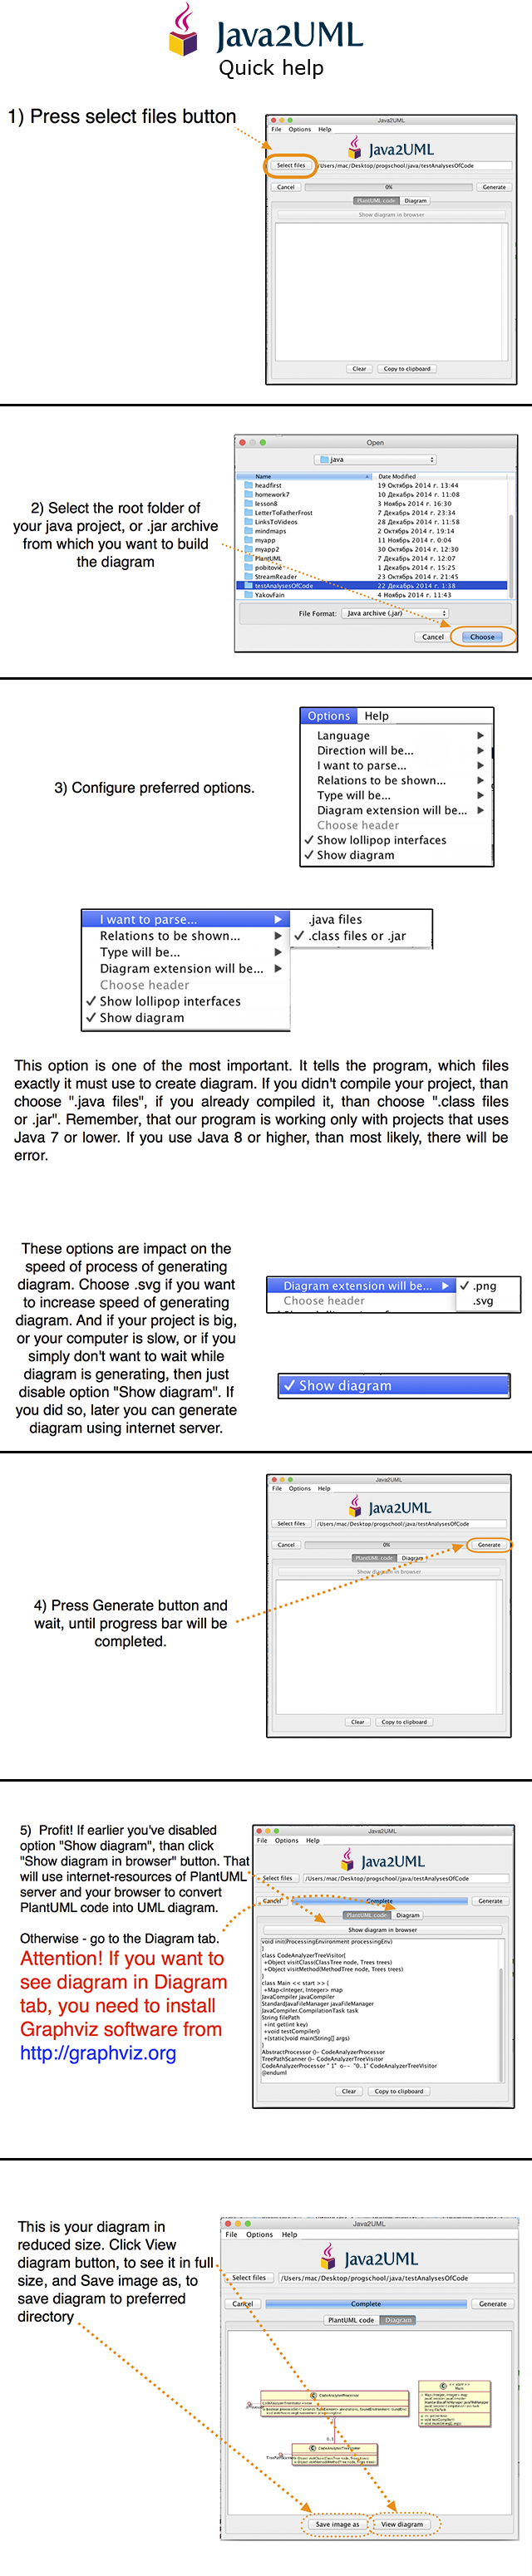 Java2UML
Quick help
1) Press select files button
Java2UML
File Options Help
Java2UML
Select files /Users/mac/Desktop/progschool/java/testAnalysesOfCode
Cancel 0% Generate
PlantUML code Diagram
Show diagram in browser
Clear Copy to clipboard
2) Select the root folder of
your java project, or .jar archive
from which you want to build
the diagram
Open
java
Name Date Modified
headfirst 19 Октябрь 2014 г. 13:44
homework7 10 Декабрь 2014 г. 11:08
lesson8 3 Ноябрь 2014 г. 16:30
LetterToFatherFrost 7 Декабрь 2014 г. 23:34
LinksToVideos 28 Декабрь 2014 г. 11:58
mindmaps 2 Октябрь 2014 г. 19:14
myapp 11 Ноябрь 2014 г. 0:04
myapp2 30 Октябрь 2014 г. 12:30
PlantUML 7 Декабрь 2014 г. 12:07
pobitovie 1 Декабрь 2014 г. 15:25
StreamReader 23 Октябрь 2014 г. 21:45
testAnalysesOfCode 22 Декабрь 2014 г. 1:38
YakovFain 4 Ноябрь 2014 г. 11:43
File Format: Java archive (.jar)
Cancel Choose
3) Configure preferred options.
Options Help
Language
Direction will be...
I want to parse...
Relations to be shown...
Type will be...
Diagram extension will be...
Choose header
✓ Show lollipop interfaces
✓ Show diagram
I want to parse... .java files
Relations to be shown... ✓ .class files or .jar
Type will be...
Diagram extension will be...
Choose header
✓ Show lollipop interfaces
✓ Show diagram
This option is one of the most important. It tells the program, which files
exactly it must use to create diagram. If you didn't compile your project, than
choose ".java files", if you already compiled it, than choose ".class files
or .jar". Remember, that our program is working only with projects that uses
Java 7 or lower. If you use Java 8 or higher, than most likely, there will be
error.
These options are impact on the
speed of process of generating
diagram. Choose .svg if you want
to increase speed of generating
diagram. And if your project is big,
or your computer is slow, or if you
simply don't want to wait while
diagram is generating, then just
disable option "Show diagram". If
you did so, later you can generate
diagram using internet server.
Diagram extension will be... ✓ .png
Choose header .svg
✓ Show diagram
4) Press Generate button and
wait, until progress bar will be
completed.
Java2UML
File Options Help
Java2UML
Select files /Users/mac/Desktop/progschool/java/testAnalysesOfCode
Cancel 0% Generate
PlantUML code Diagram
Show diagram in browser
Clear Copy to clipboard
5) Profit! If earlier you've disabled
option "Show diagram", than click
"Show diagram in browser" button. That
will use internet-resources of PlantUML
server and your browser to convert
PlantUML code into UML diagram.
Otherwise - go to the Diagram tab.
Attention! If you want to
see diagram in Diagram
tab, you need to install
Graphviz software from
http://graphviz.org
Java2UML
File Options Help
Java2UML
Select files /Users/mac/Desktop/progschool/java/testAnalysesOfCode
Cancel Complete Generate
PlantUML code Diagram
Show diagram in browser
void init(ProcessingEnvironment processingEnv)
}
class CodeAnalyzerTreeVisitor{
+Object visitClass(ClassTree node, Trees trees)
+Object visitMethod(MethodTree node, Trees trees)
}
class Main << start >> {
+Map<Integer, Integer> map
JavaCompiler javaCompiler
StandardJavaFileManager javaFileManager
JavaCompiler.CompilationTask task
String filePath
+int get(int key)
+void testCompiler()
+{static}void main(String[] args)
}
AbstractProcessor ()- CodeAnalyzerProcessor
TreePathScanner ()- CodeAnalyzerTreeVisitor
CodeAnalyzerProcessor " 1" o-- "0..1" CodeAnalyzerTreeVisitor
@enduml
Clear Copy to clipboard
This is your diagram in
reduced size. Click View
diagram button, to see it in full
size, and Save image as, to
save diagram to preferred
directory
Java2UML
File Options Help
Java2UML
Select files /Users/mac/Desktop/progschool/java/testAnalysesOfCode
Cancel Complete Generate
PlantUML code Diagram
CodeAnalyzerProcessor
<< start >>
Main
CodeAnalyzerTreeVisitor
Save image as View diagram